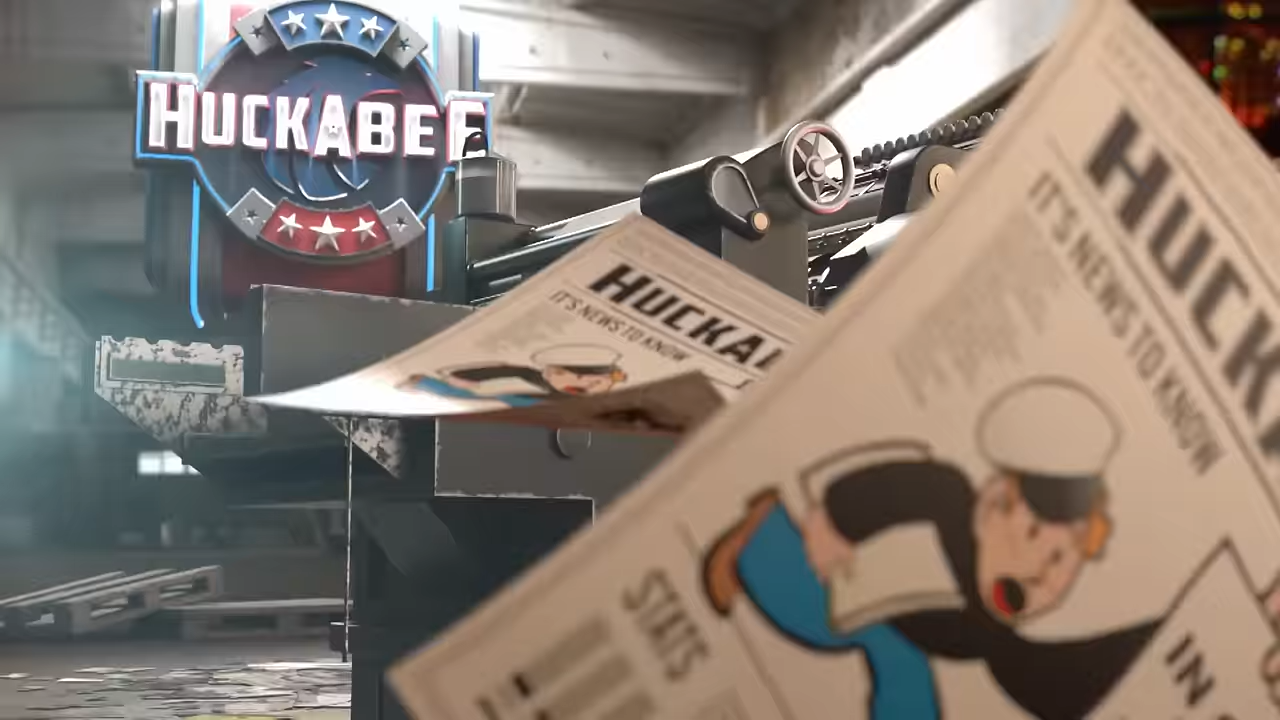 HUCKABEE
HUCKA
IT'S NEWS TO KNOW
HUCK
IT'S NEWS TO KNOW
STATS
IN